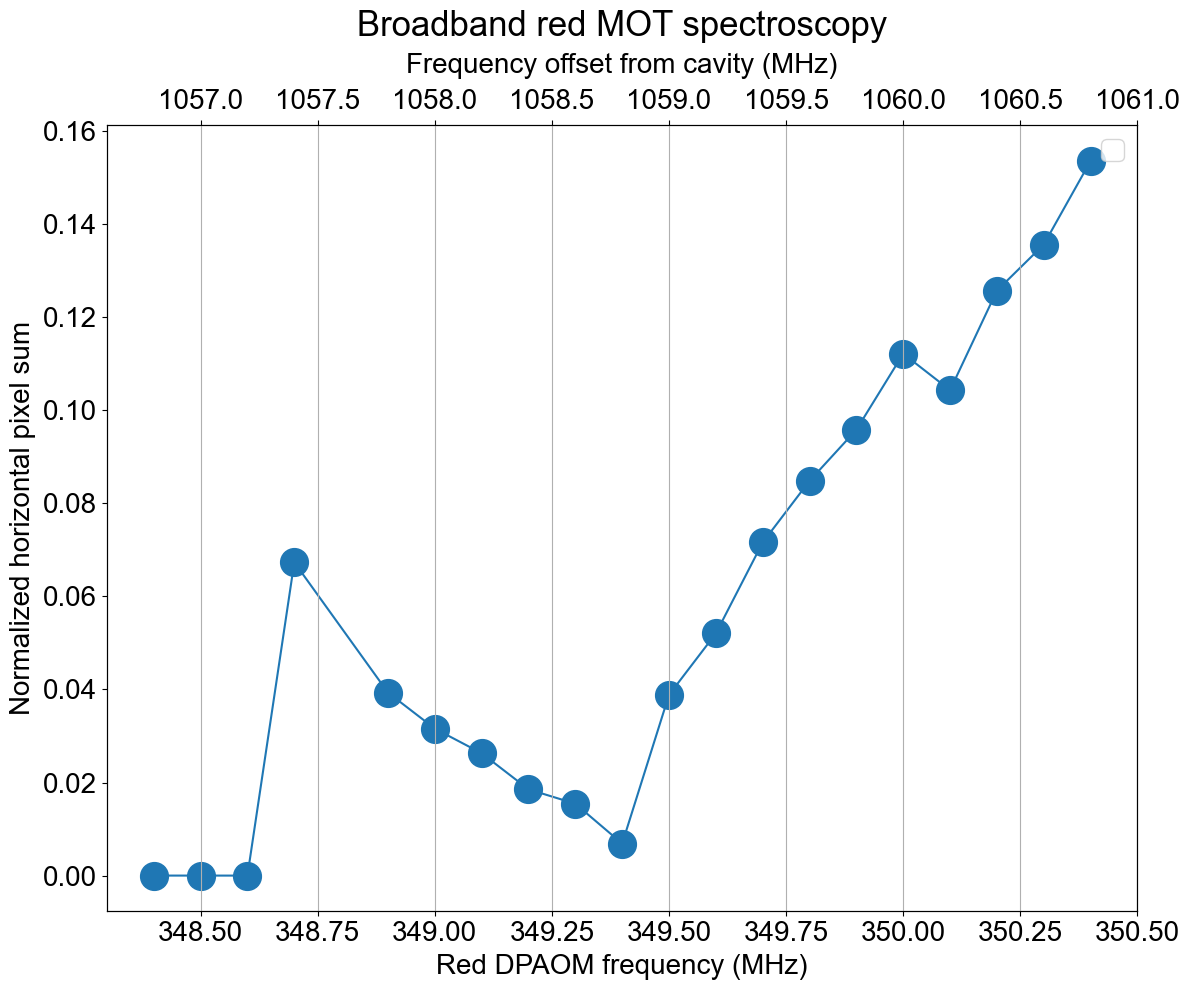 Broadband red MOT spectroscopy
Frequency offset from cavity (MHz)
1057.0 1057.5 1058.0 1058.5 1059.0 1059.5 1060.0 1060.5 1061.0
0.16
0.14
0.12
0.10
0.08
0.06
0.04
0.02
0.00
Normalized horizontal pixel sum
348.50 348.75 349.00 349.25 349.50 349.75 350.00 350.25 350.50
Red DPAOM frequency (MHz)